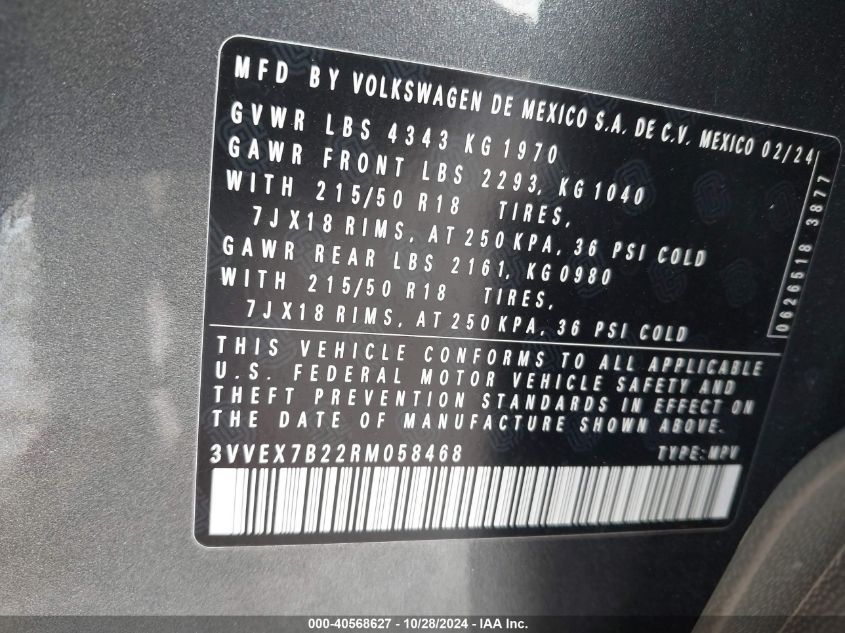 MFD BY VOLKSWAGEN DE MEXICO S.A. DE C.V. MEXICO 02/24
GVWR LBS 4343 KG 1970
GAWR FRONT LBS 2293, KG 1040
WITH 215/50 R18 TIRES,
7JX18 RIMS, AT 250 KPA, 36 PSI COLD
GAWR REAR LBS 2161, KG 0980
WITH 215/50 R18 TIRES,
7JX18 RIMS, AT 250 KPA, 36 PSI COLD
0626518 3877
THIS VEHICLE CONFORMS TO ALL APPLICABLE
U.S. FEDERAL MOTOR VEHICLE SAFETY AND
THEFT PREVENTION STANDARDS IN EFFECT ON
THE DATE OF MANUFACTURE SHOWN ABOVE.
3VVEX7B22RM058468 TYPE: MPV
000-40568627 - 10/28/2024 - IAA Inc.